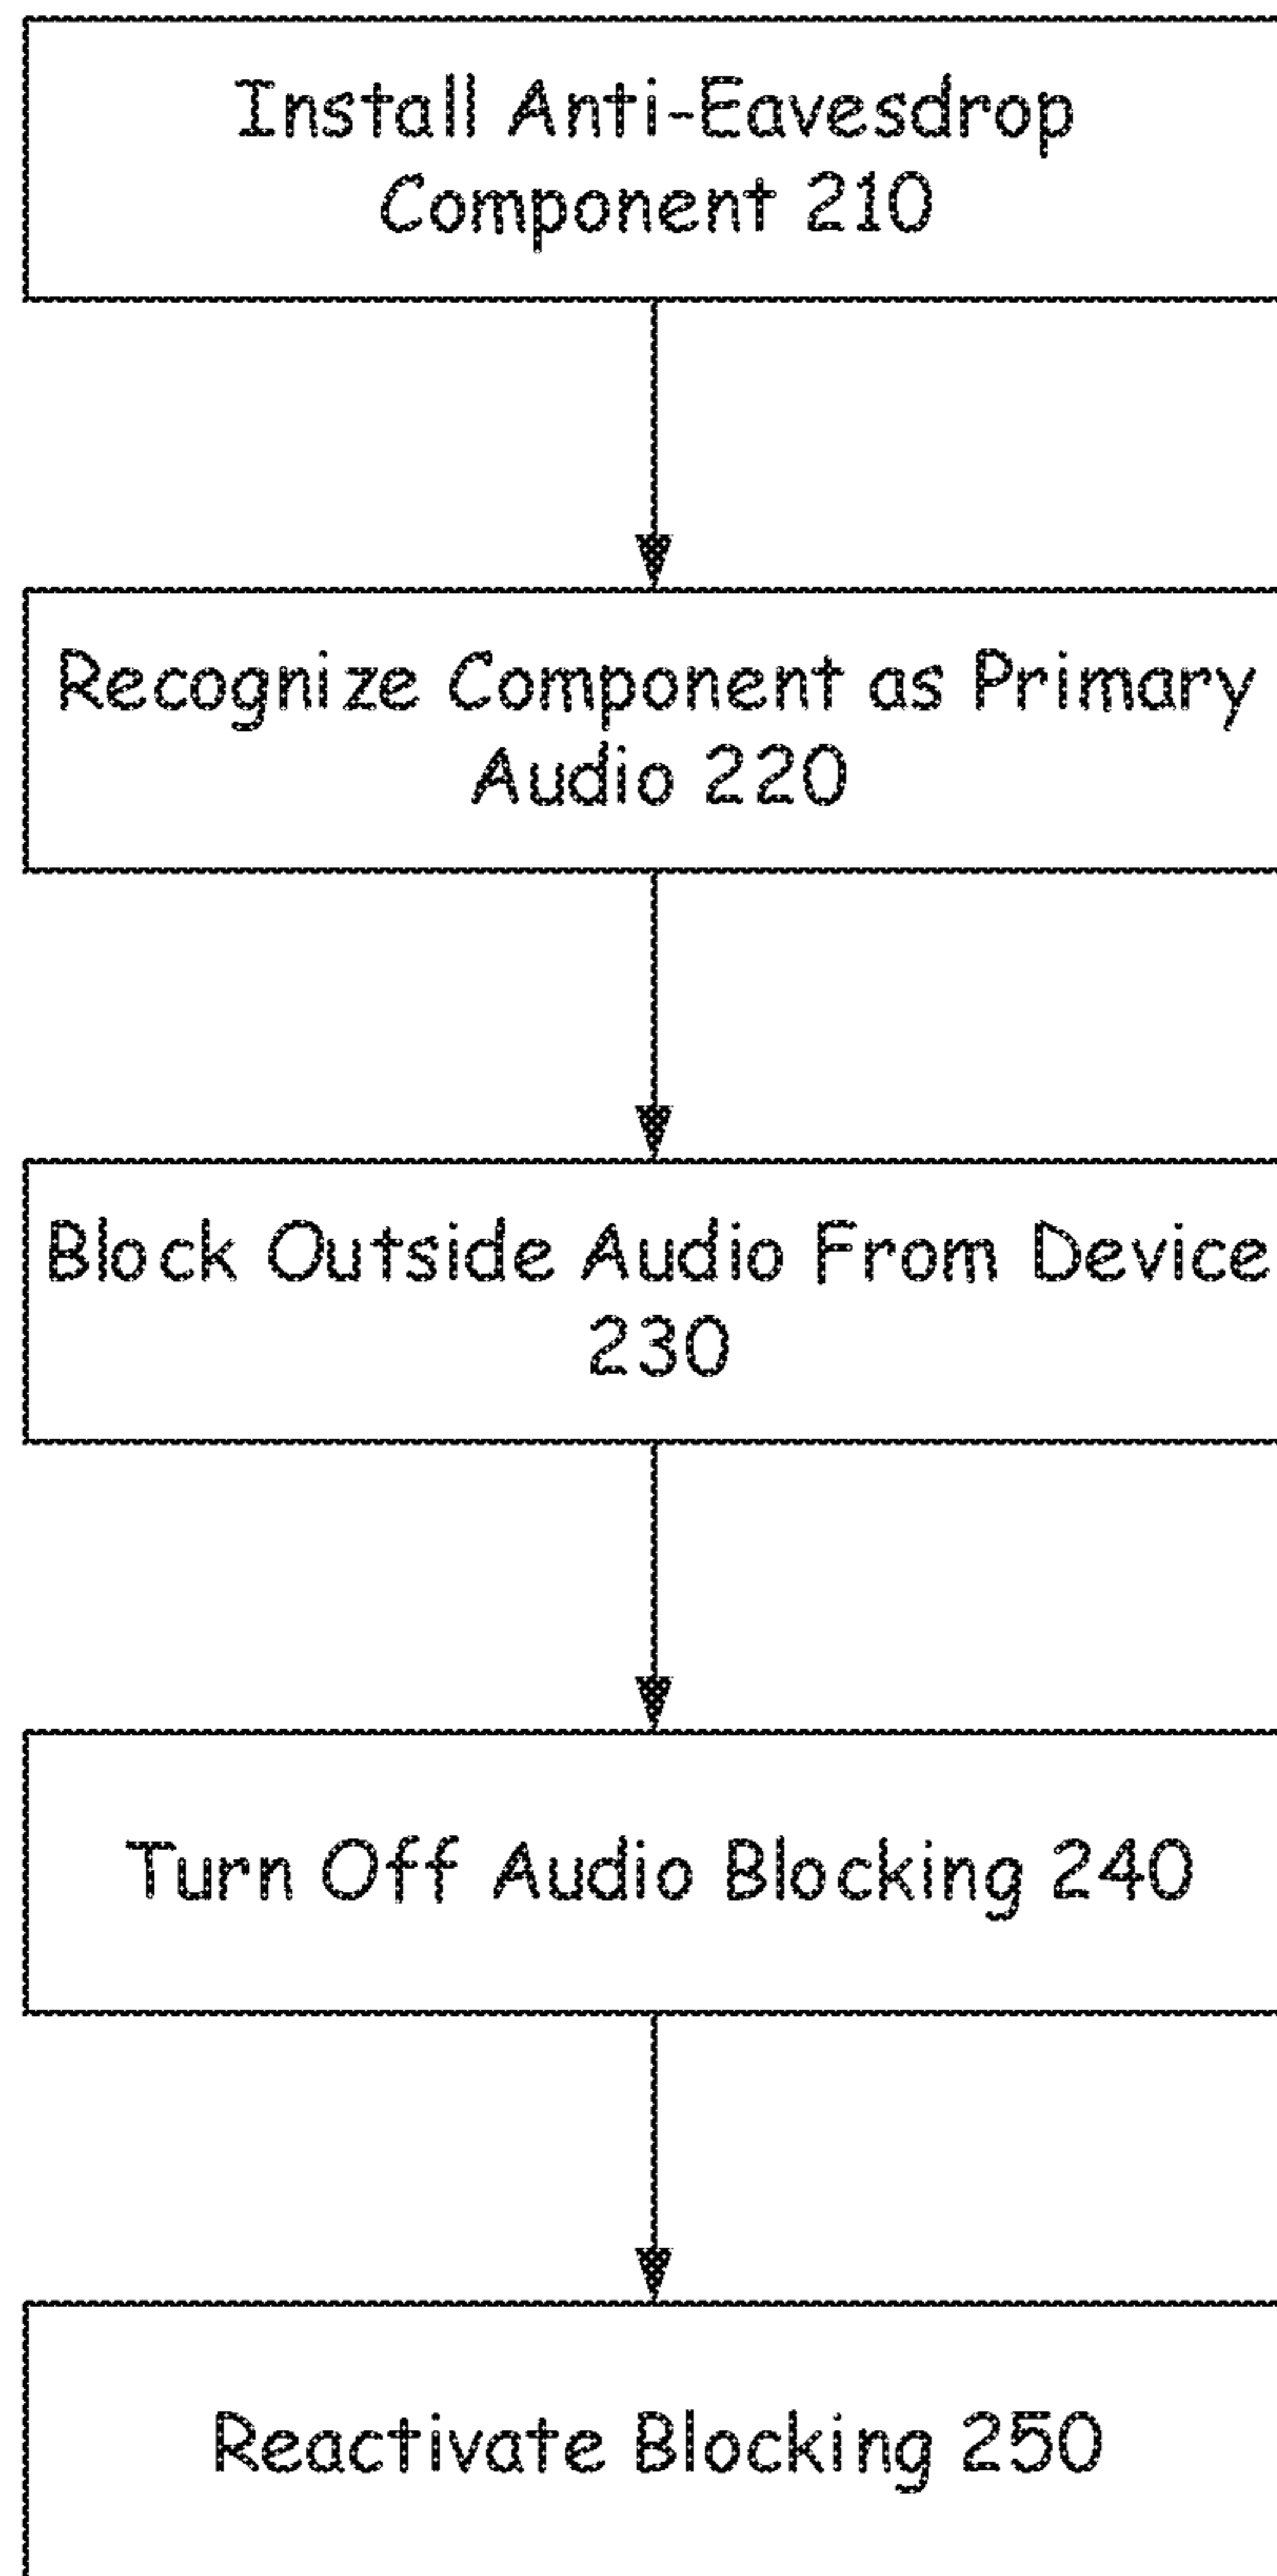 Install Anti-Eavesdrop
Component 210
Recognize Component as Primary
Audio 220
Block Outside Audio From Device
230
Turn Off Audio Blocking 240
Reactivate Blocking 250